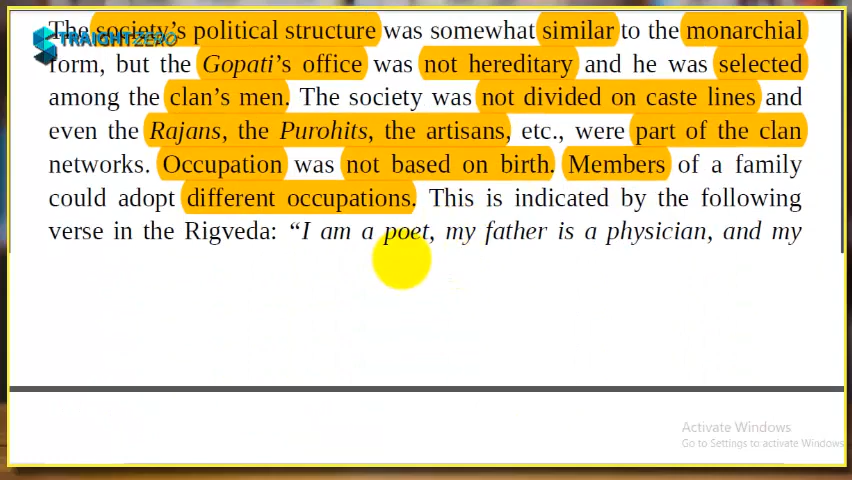 The society’s political structure was somewhat similar to the monarchial
STRAIGHTZERO
form, but the Gopati’s office was not hereditary and he was selected
among the clan’s men. The society was not divided on caste lines and
even the Rajans, the Purohits, the artisans, etc., were part of the clan
networks. Occupation was not based on birth. Members of a family
could adopt different occupations. This is indicated by the following
verse in the Rigveda: “I am a poet, my father is a physician, and my
Activate Windows
Go to Settings to activate Windows